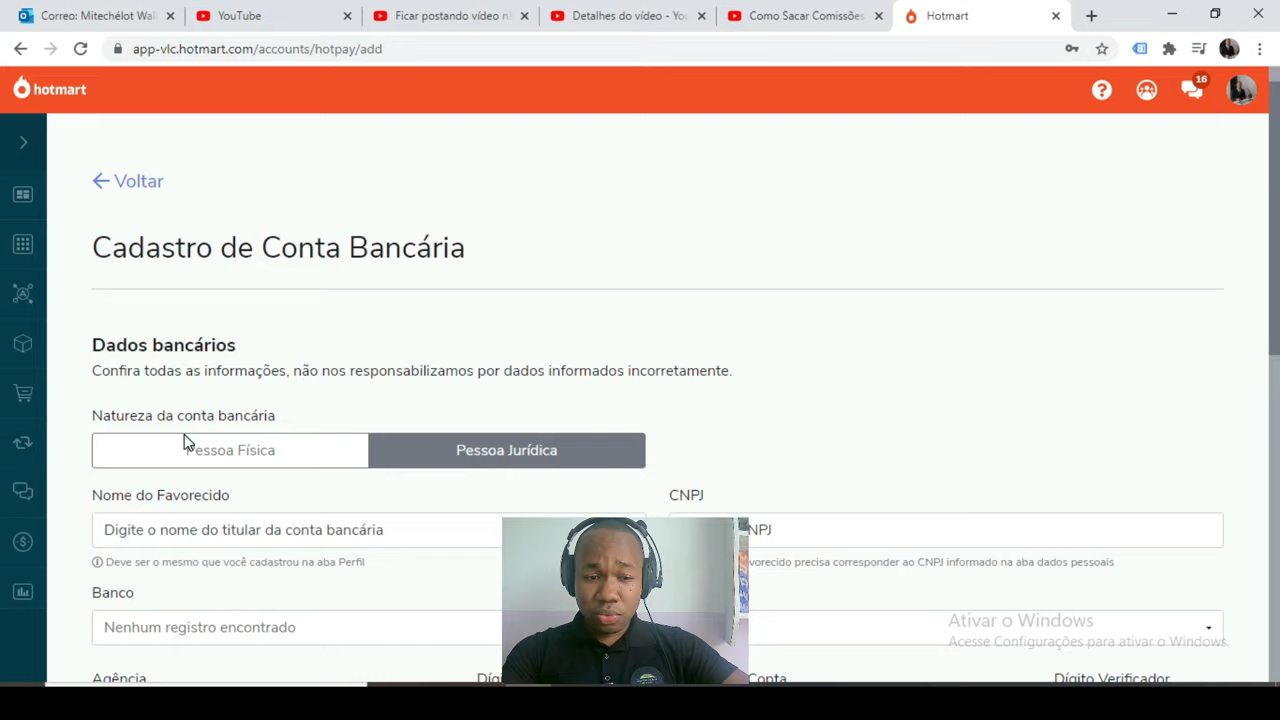 Correo: Mitechélot Wall
YouTube
Ficar postando vídeo n
Detalhes do vídeo - You
Como Sacar Comissões
Hotmart
app-vlc.hotmart.com/accounts/hotpay/add
hotmart
16
Voltar
Cadastro de Conta Bancária
Dados bancários
Confira todas as informações, não nos responsabilizamos por dados informados incorretamente.
Natureza da conta bancária
Pessoa Física
Pessoa Jurídica
Nome do Favorecido
CNPJ
Digite o nome do titular da conta bancária
NPJ
Deve ser o mesmo que você cadastrou na aba Perfil
vorecido precisa corresponder ao CNPJ informado na aba dados pessoais
Banco
Nenhum registro encontrado
Ativar o Windows
Acesse Configurações para ativar o Windows.
Agência
Díg
Conta
Dígito Verificador